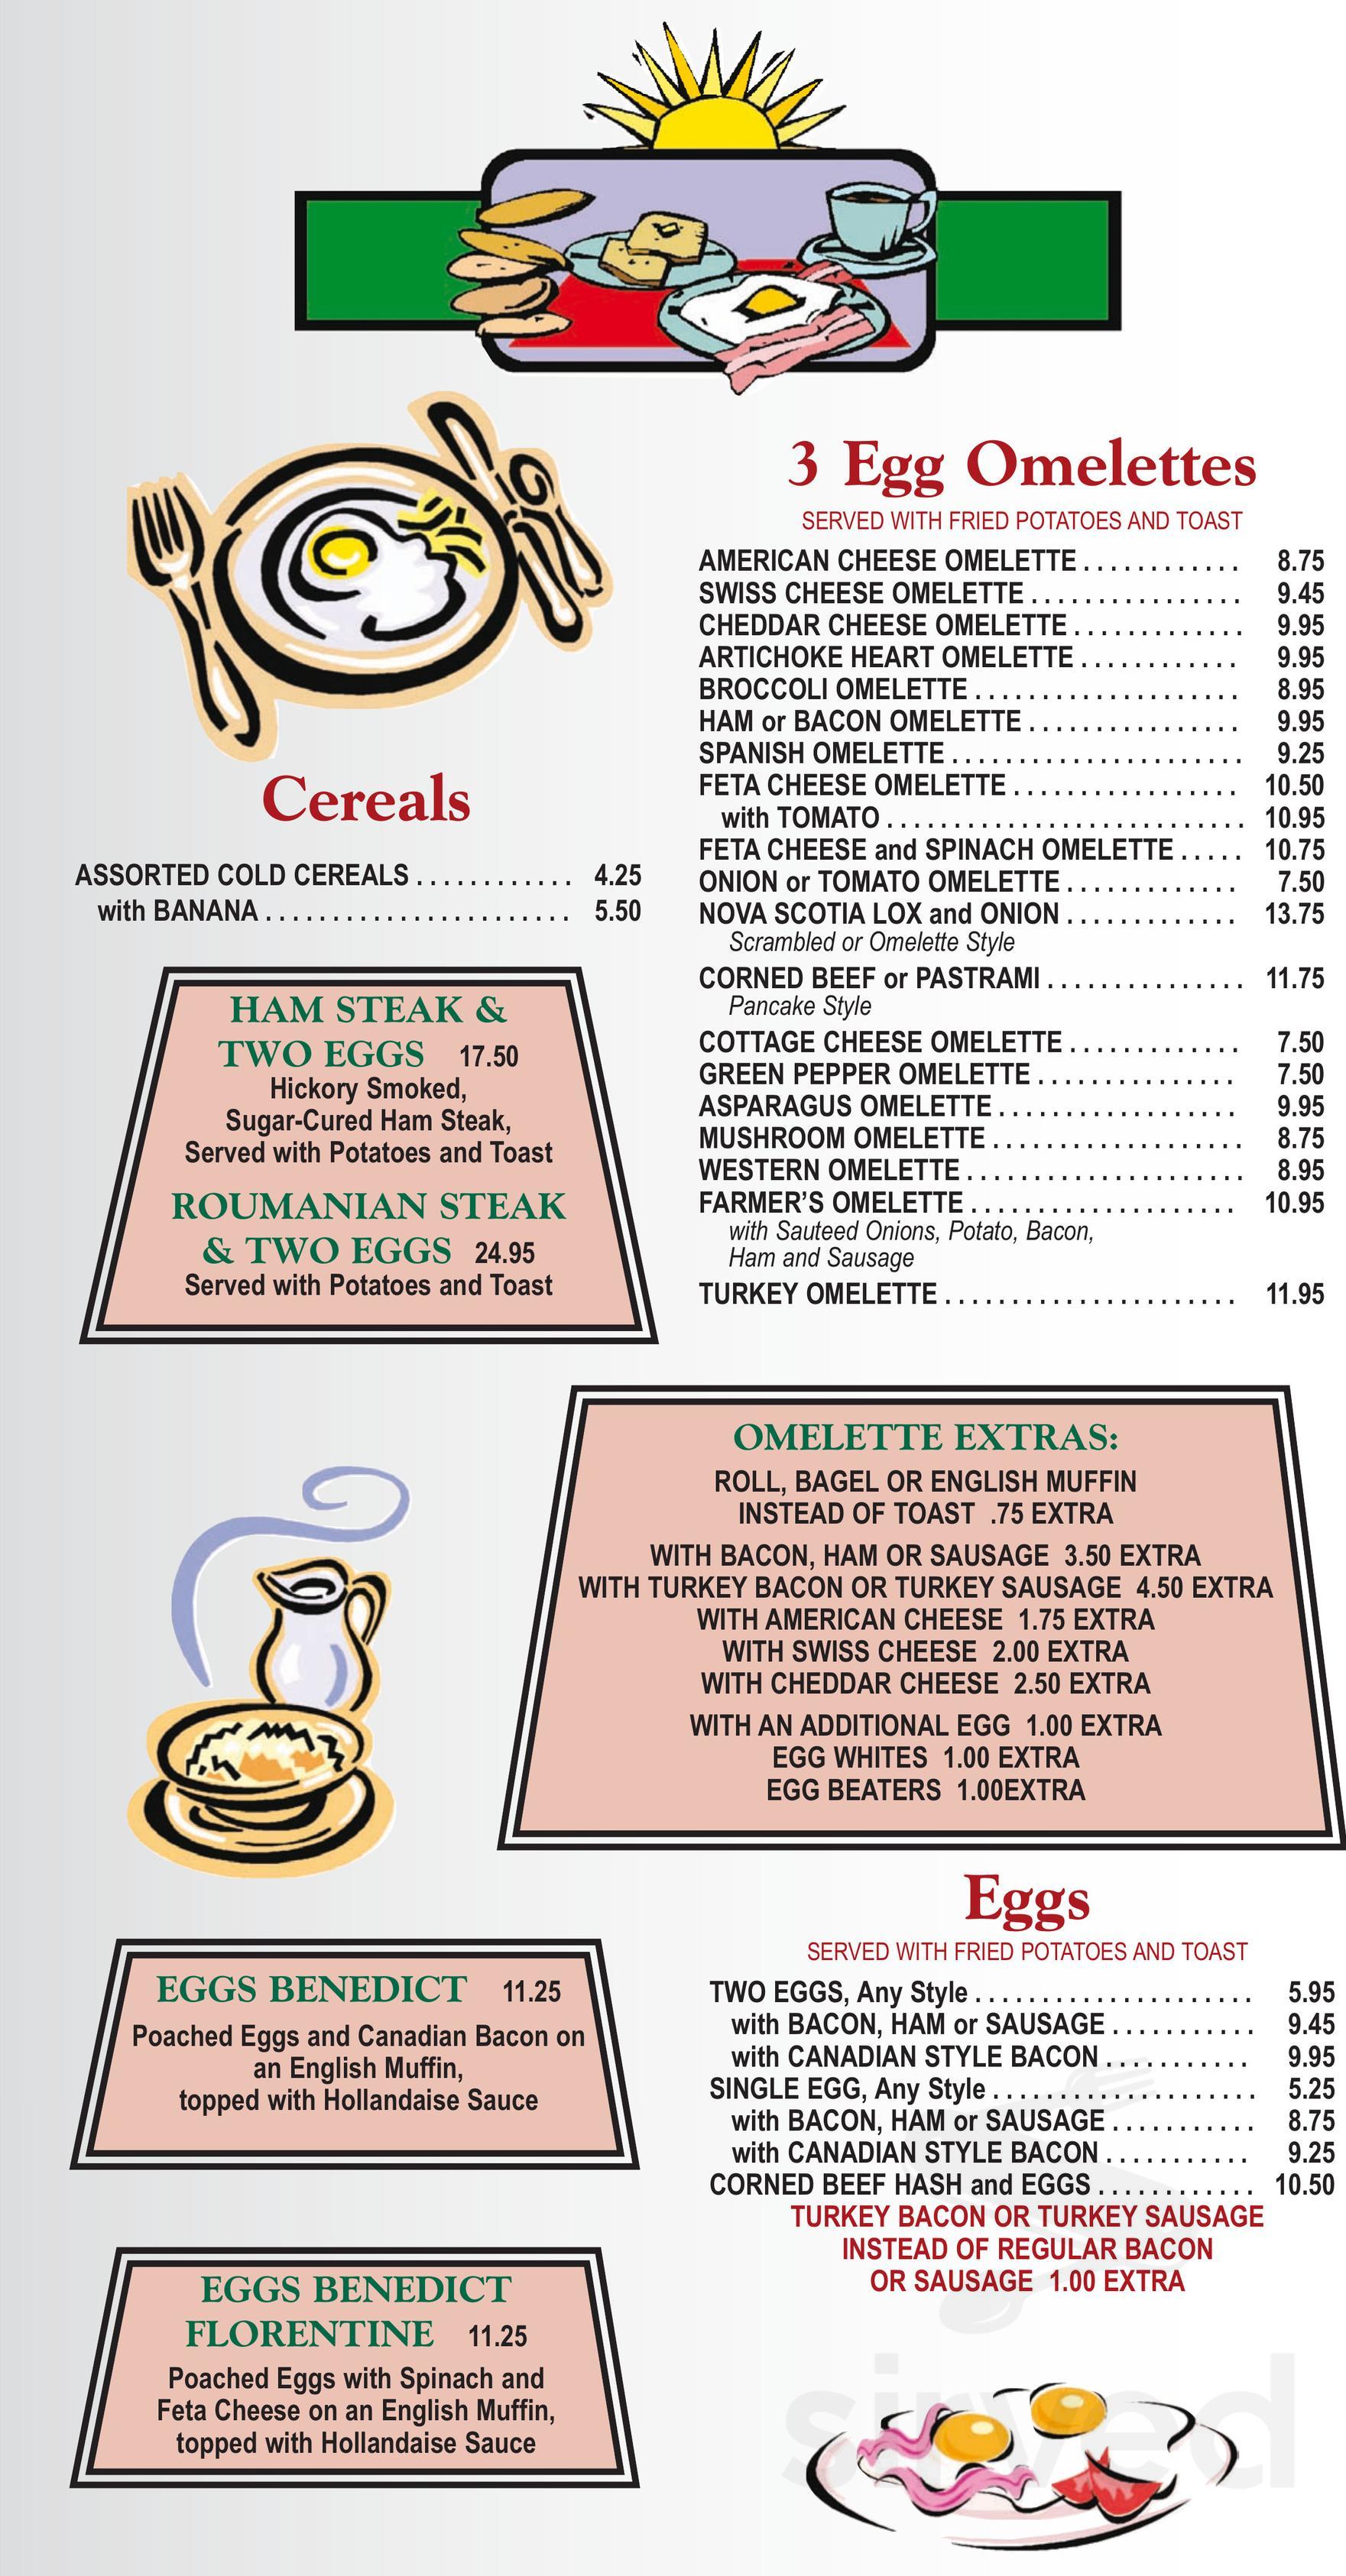 3 Egg Omelettes
SERVED WITH FRIED POTATOES AND TOAST
AMERICAN CHEESE OMELETTE . . . . . . . . . . . . 8.75
SWISS CHEESE OMELETTE . . . . . . . . . . . . . . . . 9.45
CHEDDAR CHEESE OMELETTE . . . . . . . . . . . . . 9.95
ARTICHOKE HEART OMELETTE . . . . . . . . . . . . 9.95
BROCCOLI OMELETTE . . . . . . . . . . . . . . . . . . . . 8.95
HAM or BACON OMELETTE . . . . . . . . . . . . . . . . 9.95
SPANISH OMELETTE . . . . . . . . . . . . . . . . . . . . . . 9.25
FETA CHEESE OMELETTE . . . . . . . . . . . . . . . . . 10.50
with TOMATO . . . . . . . . . . . . . . . . . . . . . . . . . . . 10.95
FETA CHEESE and SPINACH OMELETTE . . . . . 10.75
ONION or TOMATO OMELETTE . . . . . . . . . . . . . 7.50
NOVA SCOTIA LOX and ONION . . . . . . . . . . . . . 13.75
Scrambled or Omelette Style
CORNED BEEF or PASTRAMI . . . . . . . . . . . . . . . 11.75
Pancake Style
COTTAGE CHEESE OMELETTE . . . . . . . . . . . . . 7.50
GREEN PEPPER OMELETTE . . . . . . . . . . . . . . . 7.50
ASPARAGUS OMELETTE . . . . . . . . . . . . . . . . . . 9.95
MUSHROOM OMELETTE . . . . . . . . . . . . . . . . . . . 8.75
WESTERN OMELETTE . . . . . . . . . . . . . . . . . . . . . 8.95
FARMER’S OMELETTE . . . . . . . . . . . . . . . . . . . . 10.95
with Sauteed Onions, Potato, Bacon,
Ham and Sausage
TURKEY OMELETTE . . . . . . . . . . . . . . . . . . . . . . 11.95
Cereals
ASSORTED COLD CEREALS . . . . . . . . . . . . 4.25
with BANANA . . . . . . . . . . . . . . . . . . . . . . . 5.50
HAM STEAK &
TWO EGGS 17.50
Hickory Smoked,
Sugar-Cured Ham Steak,
Served with Potatoes and Toast
ROUMANIAN STEAK
& TWO EGGS 24.95
Served with Potatoes and Toast
OMELETTE EXTRAS:
ROLL, BAGEL OR ENGLISH MUFFIN
INSTEAD OF TOAST .75 EXTRA
WITH BACON, HAM OR SAUSAGE 3.50 EXTRA
WITH TURKEY BACON OR TURKEY SAUSAGE 4.50 EXTRA
WITH AMERICAN CHEESE 1.75 EXTRA
WITH SWISS CHEESE 2.00 EXTRA
WITH CHEDDAR CHEESE 2.50 EXTRA
WITH AN ADDITIONAL EGG 1.00 EXTRA
EGG WHITES 1.00 EXTRA
EGG BEATERS 1.00EXTRA
Eggs
SERVED WITH FRIED POTATOES AND TOAST
TWO EGGS, Any Style . . . . . . . . . . . . . . . . . . . . . 5.95
with BACON, HAM or SAUSAGE . . . . . . . . . . . 9.45
with CANADIAN STYLE BACON . . . . . . . . . . . 9.95
SINGLE EGG, Any Style . . . . . . . . . . . . . . . . . . . . 5.25
with BACON, HAM or SAUSAGE . . . . . . . . . . . 8.75
with CANADIAN STYLE BACON . . . . . . . . . . . 9.25
CORNED BEEF HASH and EGGS . . . . . . . . . . . . 10.50
TURKEY BACON OR TURKEY SAUSAGE
INSTEAD OF REGULAR BACON
OR SAUSAGE 1.00 EXTRA
EGGS BENEDICT 11.25
Poached Eggs and Canadian Bacon on
an English Muffin,
topped with Hollandaise Sauce
EGGS BENEDICT
FLORENTINE 11.25
Poached Eggs with Spinach and
Feta Cheese on an English Muffin,
topped with Hollandaise Sauce
sirved